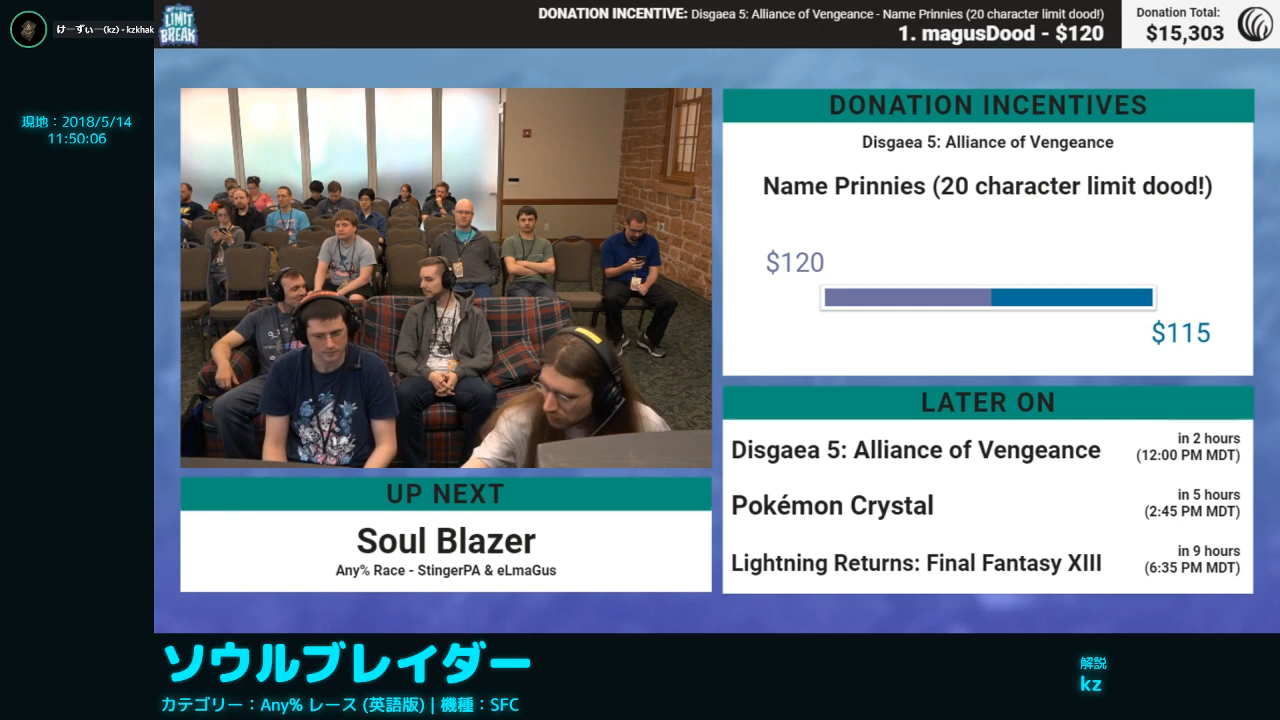 けーずぃー(kz) - kzkhak
LIMIT
BREAK
DONATION INCENTIVE: Disgaea 5: Alliance of Vengeance - Name Prinnies (20 character limit dood!)
1. magusDood - $120
Donation Total:
$15,303
現地：2018/5/14
11:50:06
DONATION INCENTIVES
Disgaea 5: Alliance of Vengeance
Name Prinnies (20 character limit dood!)
$120
$115
UP NEXT
Soul Blazer
Any% Race - StingerPA & eLmaGus
LATER ON
Disgaea 5: Alliance of Vengeance
in 2 hours
(12:00 PM MDT)
Pokémon Crystal
in 5 hours
(2:45 PM MDT)
Lightning Returns: Final Fantasy XIII
in 9 hours
(6:35 PM MDT)
ソウルブレイダー
カテゴリー：Any% レース (英語版) | 機種：SFC
解説
kz